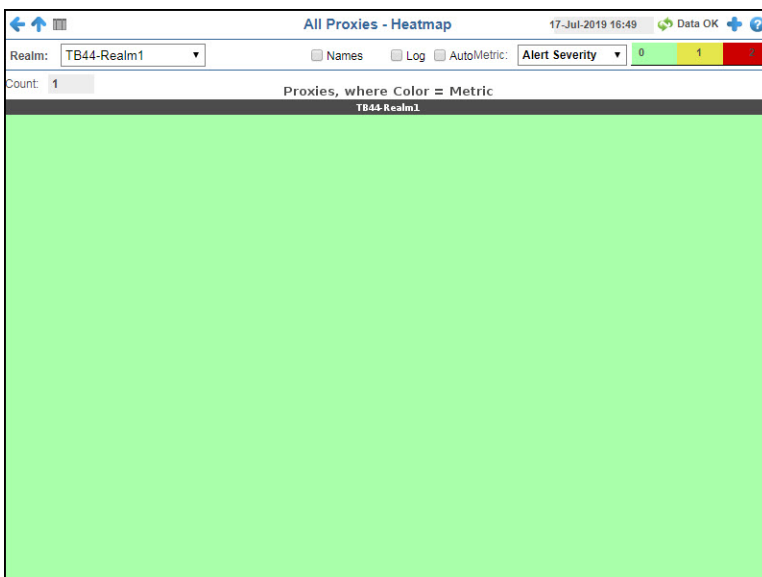 All Proxies - Heatmap 17-Jul-2019 16:49 Data OK
Realm: TB44-Realm1 Names Log Auto Metric: Alert Severity 0 1 2
Count: 1
Proxies, where Color = Metric
TB44-Realm1